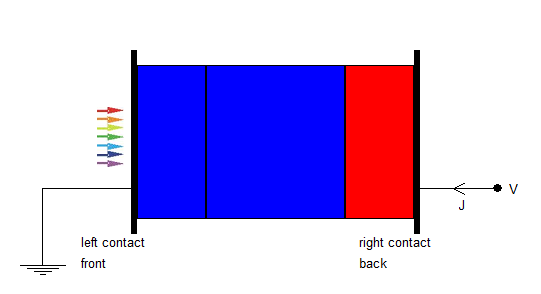 V
J
left contact
front
right contact
back